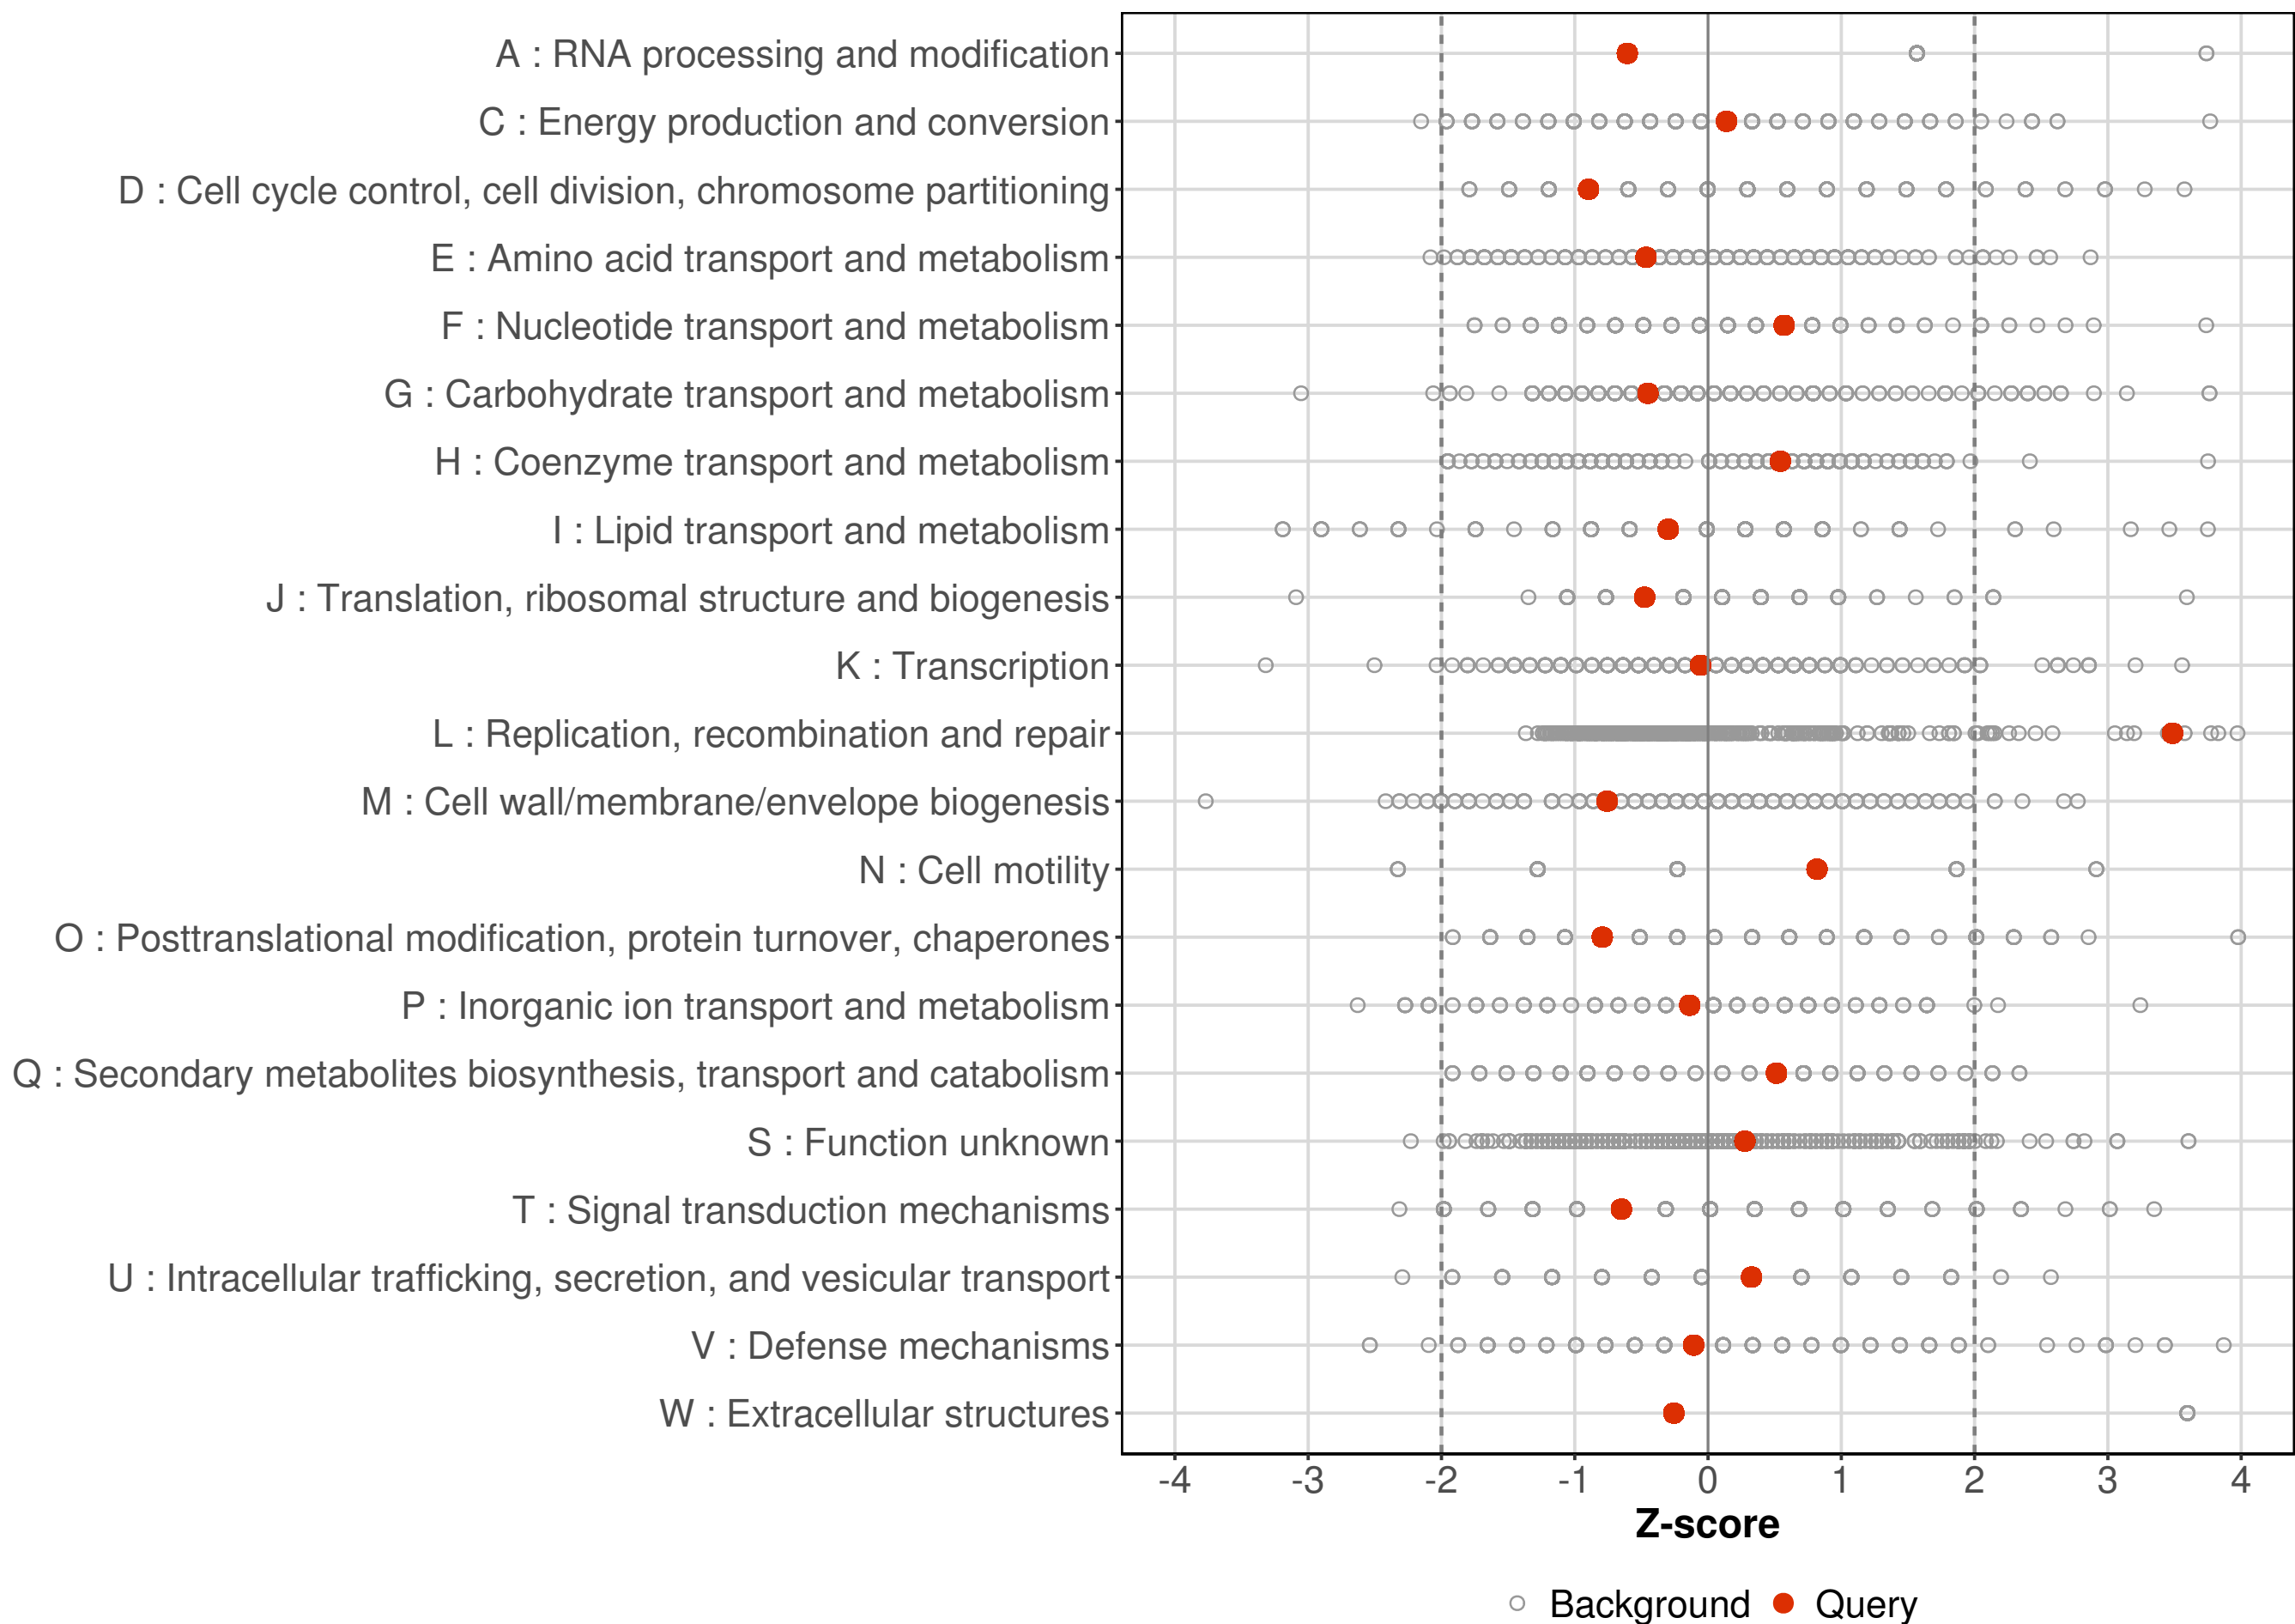 A : RNA processing and modification
C : Energy production and conversion
D : Cell cycle control, cell division, chromosome partitioning
E : Amino acid transport and metabolism
F : Nucleotide transport and metabolism
G : Carbohydrate transport and metabolism
H : Coenzyme transport and metabolism
I : Lipid transport and metabolism
J : Translation, ribosomal structure and biogenesis
K : Transcription
L : Replication, recombination and repair
M : Cell wall/membrane/envelope biogenesis
N : Cell motility
O : Posttranslational modification, protein turnover, chaperones
P : Inorganic ion transport and metabolism
Q : Secondary metabolites biosynthesis, transport and catabolism
S : Function unknown
T : Signal transduction mechanisms
U : Intracellular trafficking, secretion, and vesicular transport
V : Defense mechanisms
W : Extracellular structures
-4 -3 -2 -1 0 1 2 3 4
Z-score
Background Query